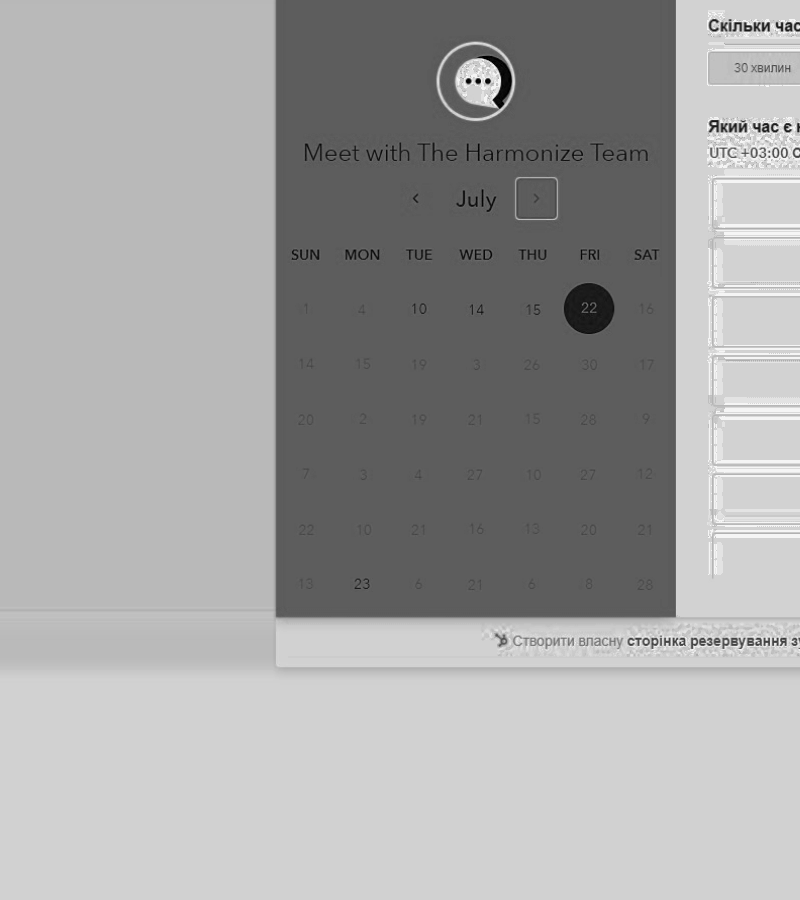 Meet with The Harmonize Team
July
SUN MON TUE WED THU FRI SAT
1 4 10 14 15 22 16
14 15 19 3 26 30 17
20 2 19 21 15 28 9
7 3 4 27 10 27 12
22 10 21 16 13 20 21
13 23 6 21 6 8 28
Скільки час
30 хвилин
Який час є
UTC +03:00
Створити власну сторінка резервування з